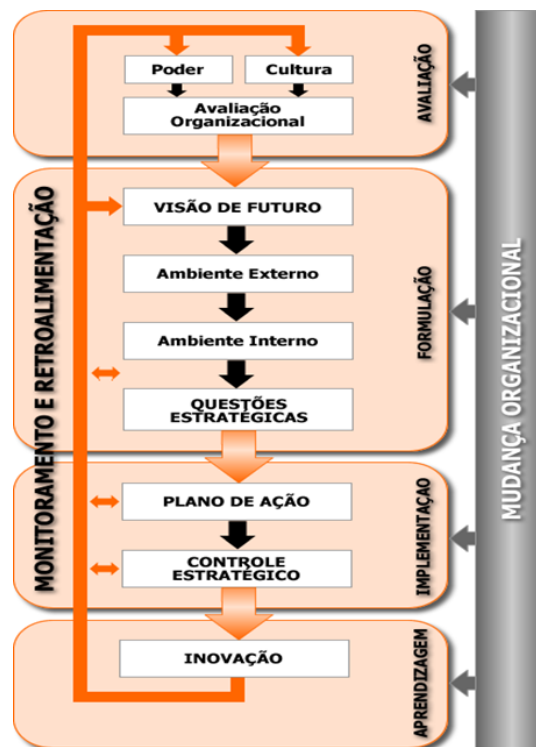 Poder
Cultura
Avaliação
Organizacional
AVALIAÇÃO
VISÃO DE FUTURO
Ambiente Externo
Ambiente Interno
QUESTÕES
ESTRATÉGICAS
FORMULAÇÃO
PLANO DE AÇÃO
CONTROLE
ESTRATÉGICO
IMPLEMENTAÇAO
INOVAÇÃO
APRENDIZAGEM
MONITORAMENTO E RETROALIMENTAÇÃO
MUDANÇA ORGANIZACIONAL